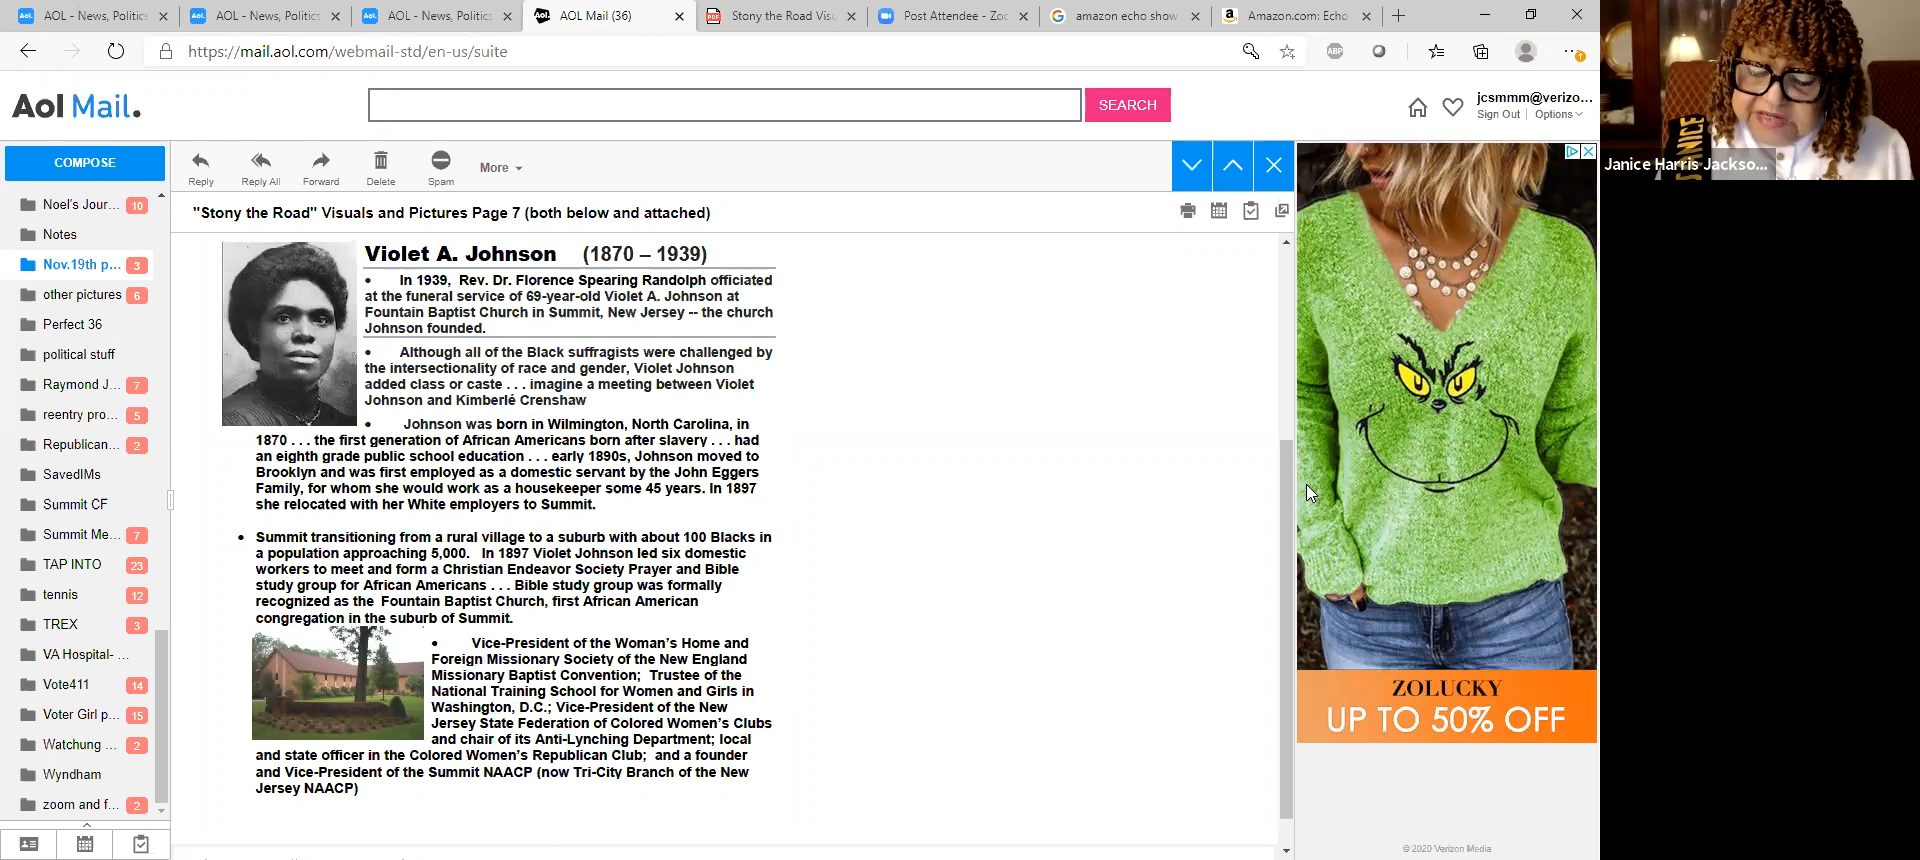 AOL - News, Politics
AOL - News, Politics
AOL - News, Politics
AOL Mail (36)
Stony the Road Visu
Post Attendee - Zoo
amazon echo show
Amazon.com: Echo
https://mail.aol.com/webmail-std/en-us/suite
ABP
Aol Mail.
SEARCH
jcsmmm@verizo...
Sign Out
Options
COMPOSE
Reply
Reply All
Forward
Delete
Spam
More
Janice Harris Jackso...
"Stony the Road" Visuals and Pictures Page 7 (both below and attached)
Noel's Jour... 10
Notes
Nov.19th p... 3
other pictures 6
Perfect 36
political stuff
Raymond J... 7
reentry pro... 5
Republican... 2
SavedIMs
Summit CF
Summit Me... 7
TAP INTO 23
tennis 12
TREX 3
VA Hospital- ...
Vote411 14
Voter Girl p... 15
Watchung ... 2
Wyndham
zoom and f... 2
Violet A. Johnson (1870 – 1939)
• In 1939, Rev. Dr. Florence Spearing Randolph officiated
at the funeral service of 69-year-old Violet A. Johnson at
Fountain Baptist Church in Summit, New Jersey -- the church
Johnson founded.
• Although all of the Black suffragists were challenged by
the intersectionality of race and gender, Violet Johnson
added class or caste . . . imagine a meeting between Violet
Johnson and Kimberlé Crenshaw
• Johnson was born in Wilmington, North Carolina, in
1870 . . . the first generation of African Americans born after slavery . . . had
an eighth grade public school education . . . early 1890s, Johnson moved to
Brooklyn and was first employed as a domestic servant by the John Eggers
Family, for whom she would work as a housekeeper some 45 years. In 1897
she relocated with her White employers to Summit.
• Summit transitioning from a rural village to a suburb with about 100 Blacks in
a population approaching 5,000. In 1897 Violet Johnson led six domestic
workers to meet and form a Christian Endeavor Society Prayer and Bible
study group for African Americans . . . Bible study group was formally
recognized as the Fountain Baptist Church, first African American
congregation in the suburb of Summit.
• Vice-President of the Woman's Home and
Foreign Missionary Society of the New England
Missionary Baptist Convention; Trustee of the
National Training School for Women and Girls in
Washington, D.C.; Vice-President of the New
Jersey State Federation of Colored Women's Clubs
and chair of its Anti-Lynching Department; local
and state officer in the Colored Women's Republican Club; and a founder
and Vice-President of the Summit NAACP (now Tri-City Branch of the New
Jersey NAACP)
ZOLUCKY
UP TO 50% OFF
© 2020 Verizon Media